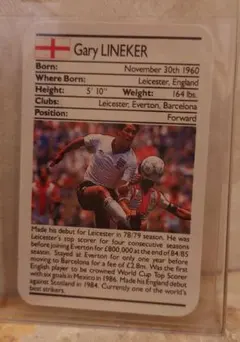 Gary LINEKER
Born: November 30th 1960
Where Born: Leicester, England
Height: 5' 10" Weight: 164 lbs.
Clubs: Leicester, Everton, Barcelona
Position: Forward
Made his debut for Leicester in 78/79 season. He was
Leicester's top scorer for four consecutive seasons
before joining Everton for £800,000 at the end of 84/85
season. Stayed at Everton for only one year before
moving to Barcelona for a fee of £2.8m. Was the first
English player to be crowned World Cup Top Scorer
with six goals in Mexico in 1986. Made his England debut
against Scotland in 1984. Currently one of the world's
best strikers.